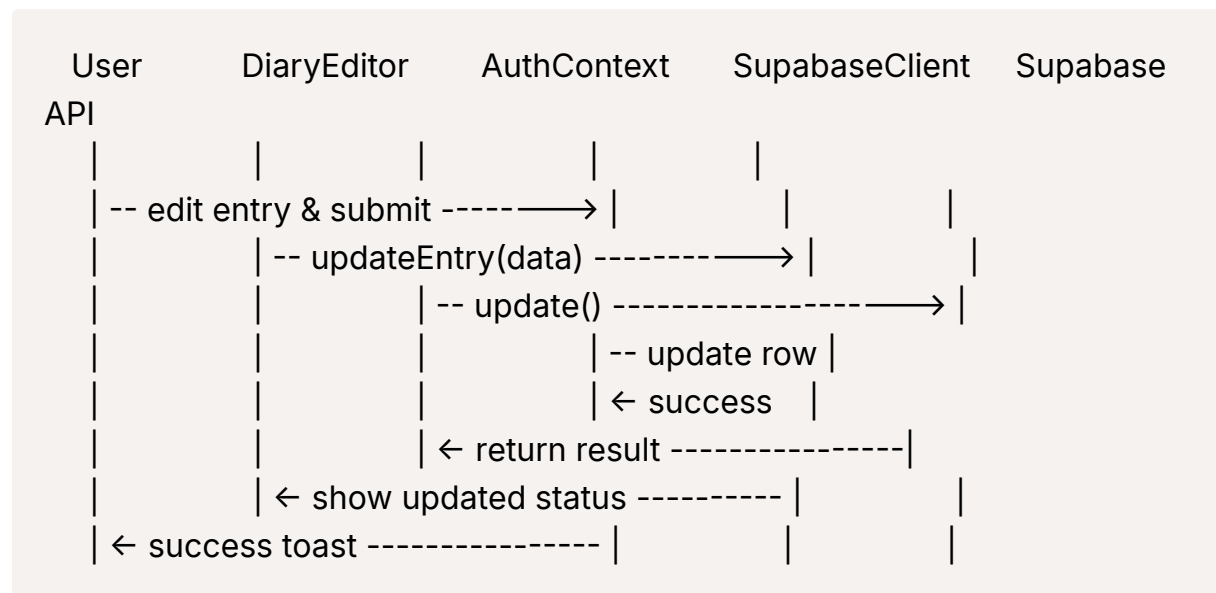 User DiaryEditor AuthContext SupabaseClient Supabase
API
| | | | |
| -- edit entry & submit --------> | | |
| | -- updateEntry(data) -----------> | |
| | | -- update() -------------------> |
| | | | -- update row |
| | | | <- success |
| | | <- return result ----------------|
| | <- show updated status ---------- | |
| <- success toast ---------------- | | |